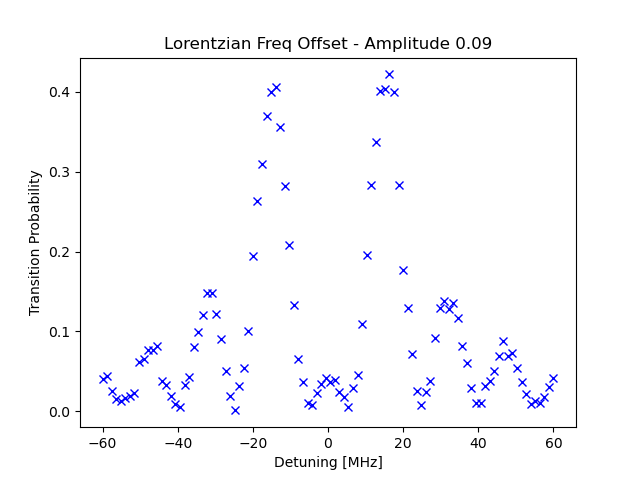 Lorentzian Freq Offset - Amplitude 0.09
Transition Probability
0.4
0.3
0.2
0.1
0.0
−60 −40 −20 0 20 40 60
Detuning [MHz]